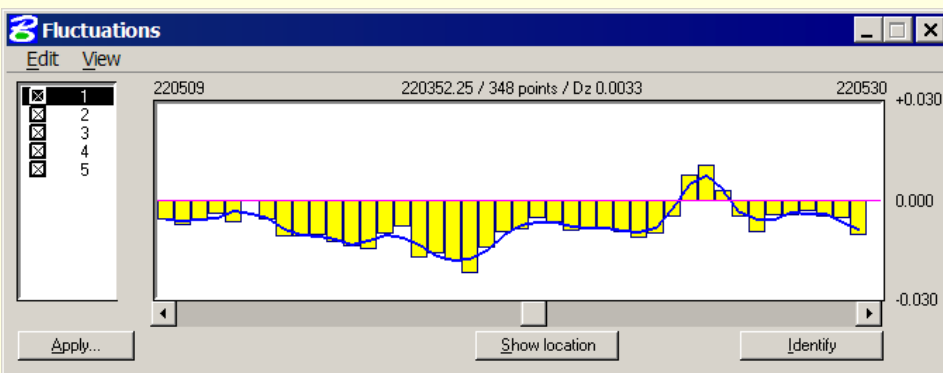 Fluctuations
Edit View
220509 220352.25 / 348 points / Dz 0.0033 220530
+0.030
1
2
3
4
5
0.000
-0.030
Apply... Show location Identify